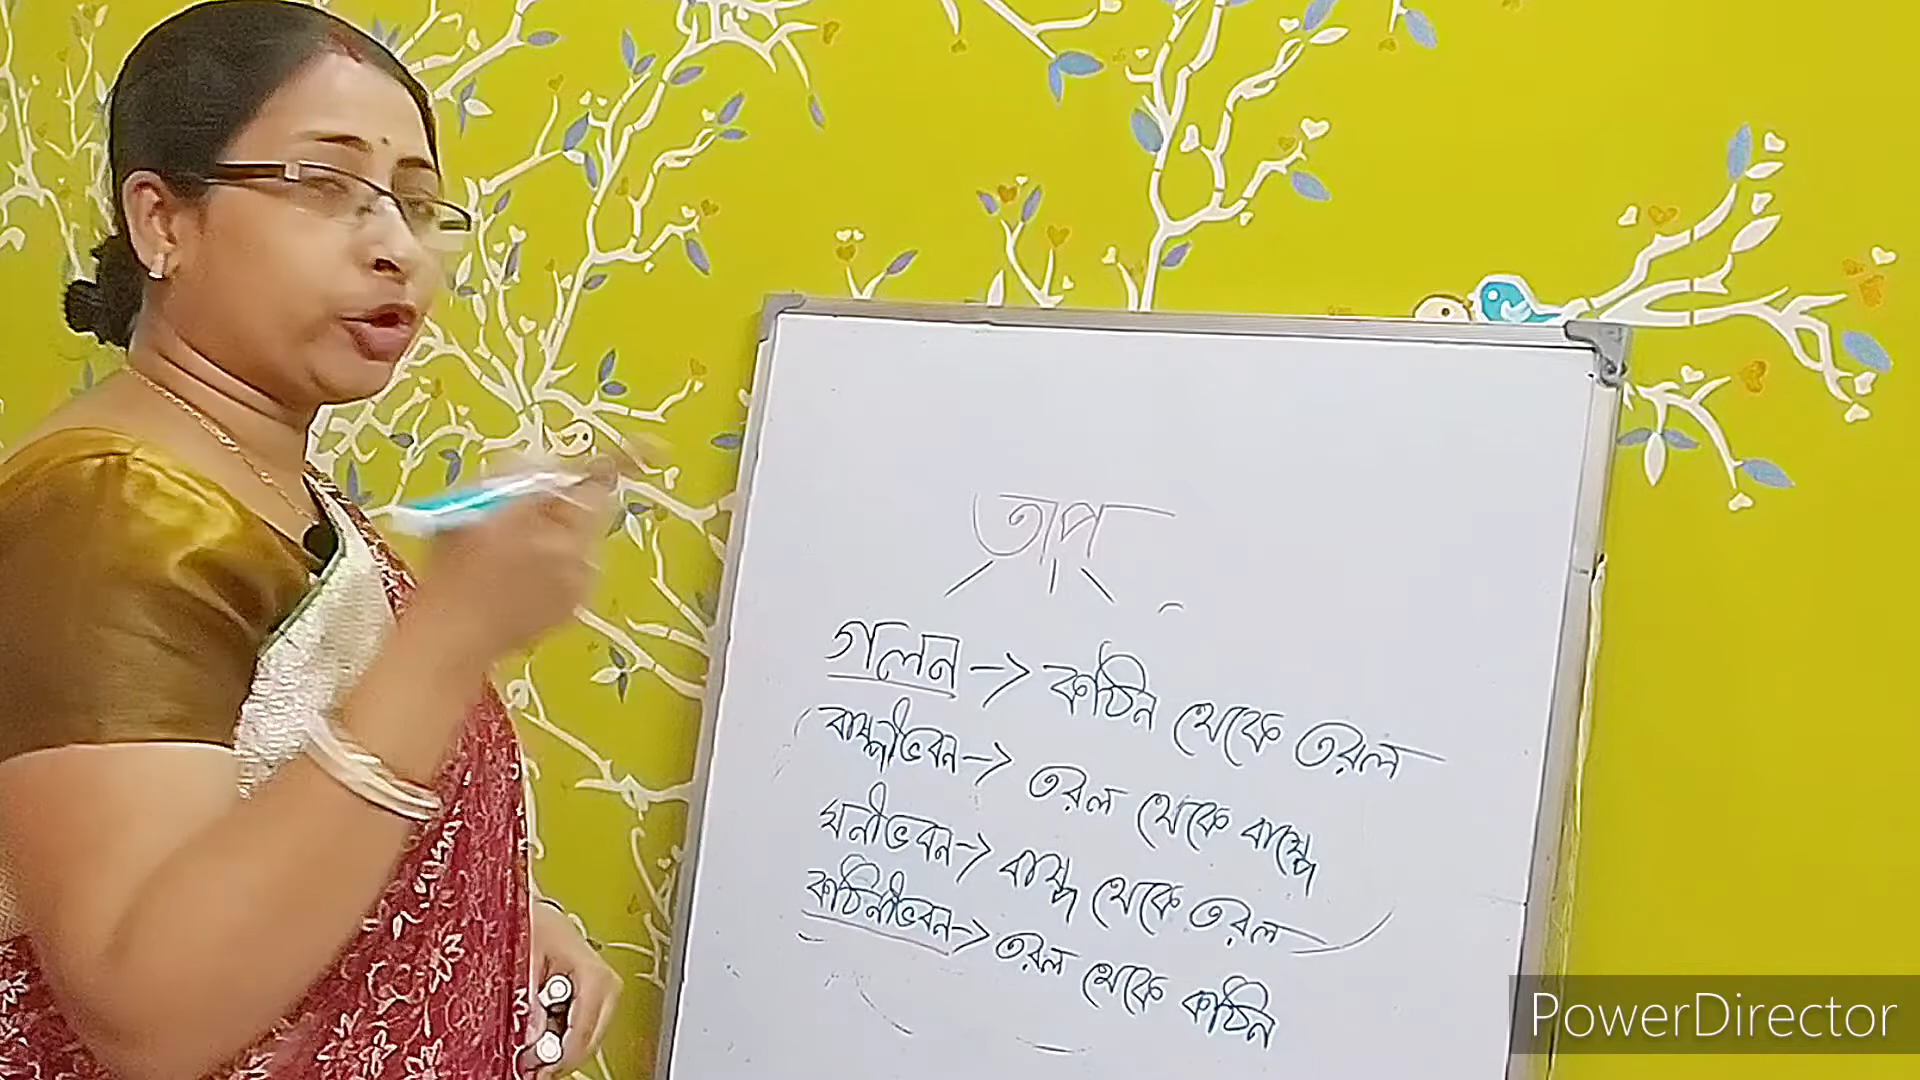 তাপ
গলন → কঠিন থেকে তরল
বাষ্পীভবন → তরল থেকে বাষ্পে
ঘনীভবন → বাষ্প থেকে তরল
কঠিনীভবন → তরল থেকে কঠিন
PowerDirector